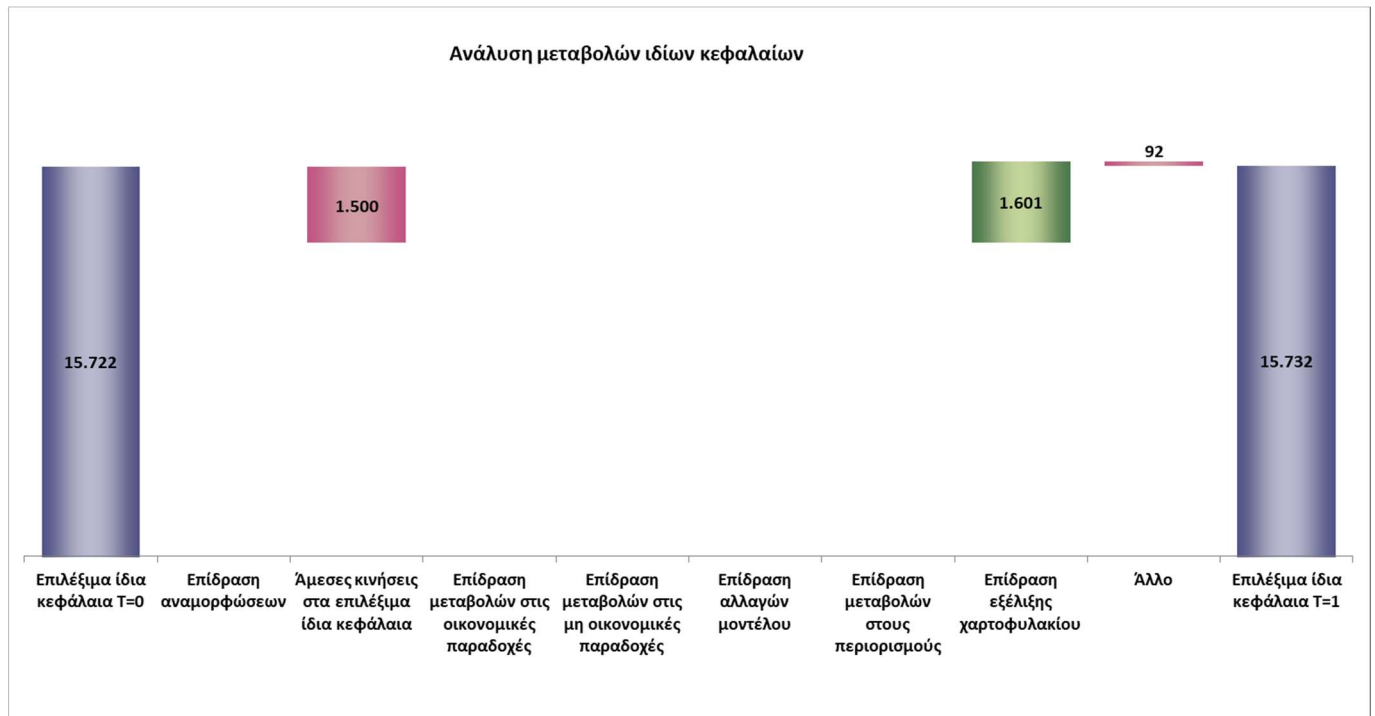 Ανάλυση μεταβολών ιδίων κεφαλαίων
92
1.500
1.601
15.722
15.732
Επιλέξιμα ίδια
κεφάλαια T=0
Επίδραση
αναμορφώσεων
Άμεσες κινήσεις
στα επιλέξιμα
ίδια κεφάλαια
Επίδραση
μεταβολών στις
οικονομικές
παραδοχές
Επίδραση
μεταβολών στις
μη οικονομικές
παραδοχές
Επίδραση
αλλαγών
μοντέλου
Επίδραση
μεταβολών
στους
περιορισμούς
Επίδραση
εξέλιξης
χαρτοφυλακίου
Άλλο
Επιλέξιμα ίδια
κεφάλαια T=1